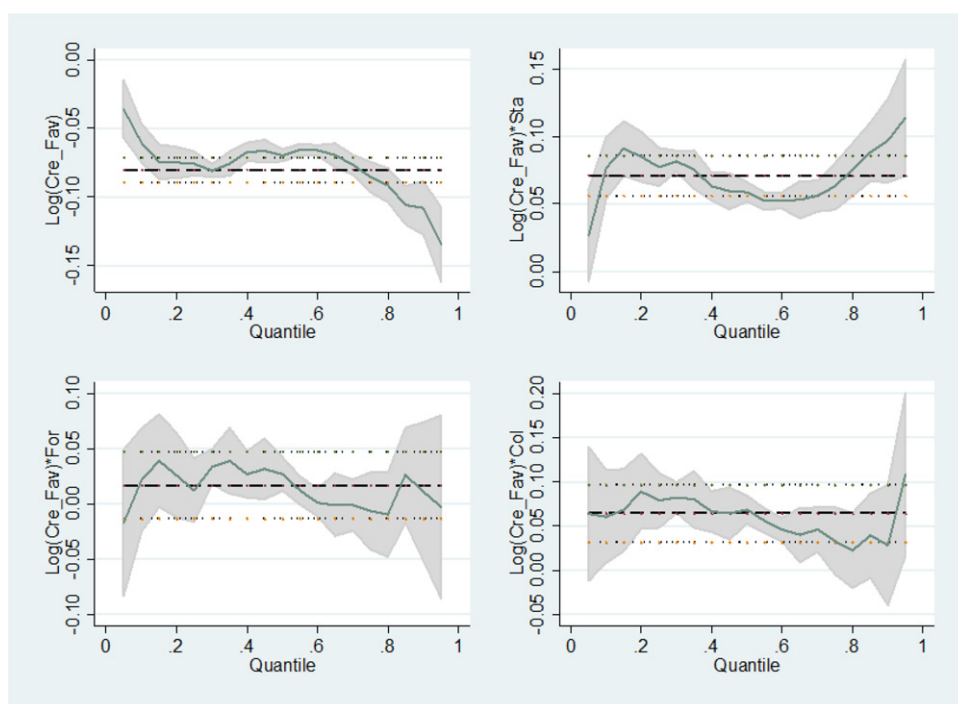 Log(Cre_Fav)
0.00
-0.05
-0.10
-0.15
0 .2 .4 .6 .8 1
Quantile
Log(Cre_Fav)*Sta
0.15
0.10
0.05
0.00
0 .2 .4 .6 .8 1
Quantile
Log(Cre_Fav)*For
0.10
0.05
0.00
-0.05
-0.10
0 .2 .4 .6 .8 1
Quantile
Log(Cre_Fav)*Col
0.20
0.15
0.10
0.05
0.00
-0.05
0 .2 .4 .6 .8 1
Quantile